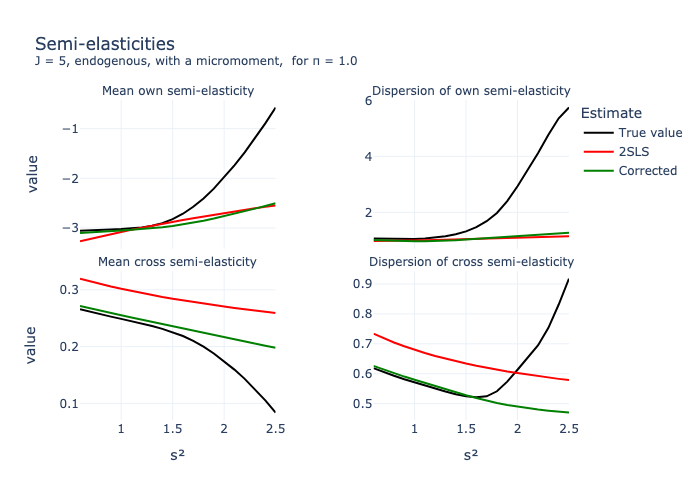 Semi-elasticities
J = 5, endogenous, with a micromoment,  for π = 1.0
Mean own semi-elasticity
Dispersion of own semi-elasticity
−1
−2
−3
value
6
4
2
Estimate
True value
2SLS
Corrected
Mean cross semi-elasticity
Dispersion of cross semi-elasticity
0.3
0.2
0.1
value
1
1.5
2
2.5
s²
0.9
0.8
0.7
0.6
0.5
1
1.5
2
2.5
s²